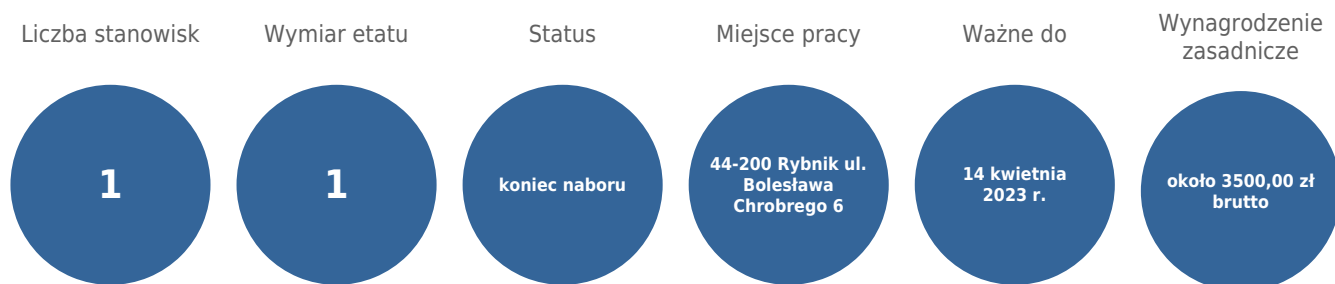 Liczba stanowisk
1
Wymiar etatu
1
Status
koniec naboru
Miejsce pracy
44-200 Rybnik ul.
Bolesława
Chrobrego 6
Ważne do
14 kwietnia
2023 r.
Wynagrodzenie
zasadnicze
około 3500,00 zł
brutto